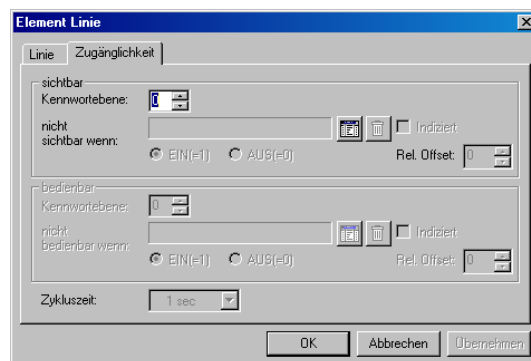 Element Linie
Linie Zugänglichkeit
sichtbar
Kennwortebene: 0
nicht
sichtbar wenn:
Indiziert
EIN(=1) AUS(=0) Rel. Offset: 0
bedienbar
Kennwortebene: 0
nicht
bedienbar wenn:
Indiziert
EIN(=1) AUS(=0) Rel. Offset: 0
Zykluszeit: 1 sec
OK Abbrechen Übernehmen